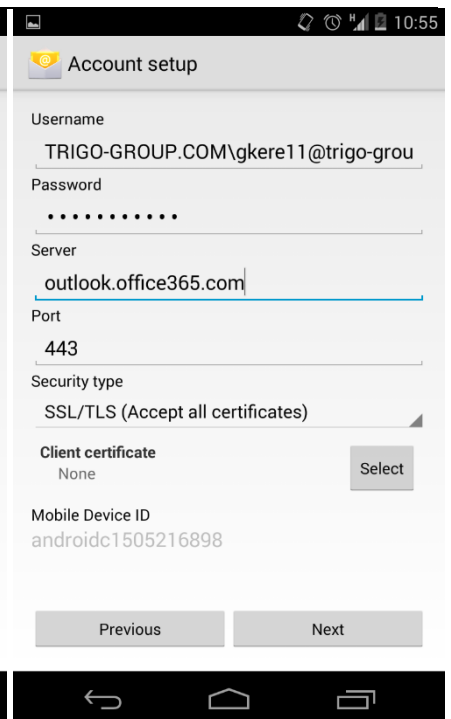 H 10:55
Account setup
Username
TRIGO-GROUP.COM\gkere11@trigo-grou
Password
•••••••••••
Server
outlook.office365.com
Port
443
Security type
SSL/TLS (Accept all certificates)
Client certificate
None
Select
Mobile Device ID
androidc1505216898
Previous Next